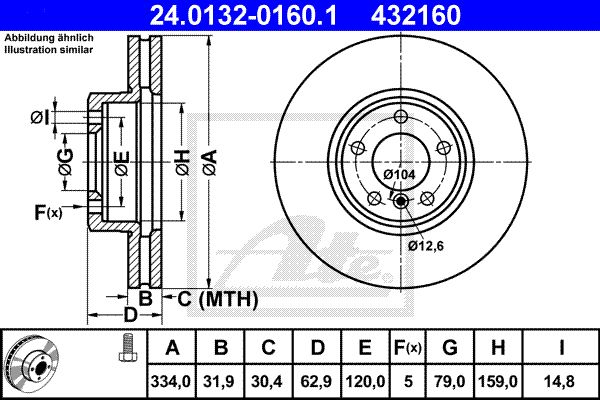 24.0132-0160.1 432160
Abbildung ähnlich
Illustration similar
ØI
ØG
ØE
ØH
ØA
F(x)
B
C (MTH)
D
Ø104
Ø12,6
Ate
A B C D E F(x) G H I
334,0 31,9 30,4 62,9 120,0 5 79,0 159,0 14,8